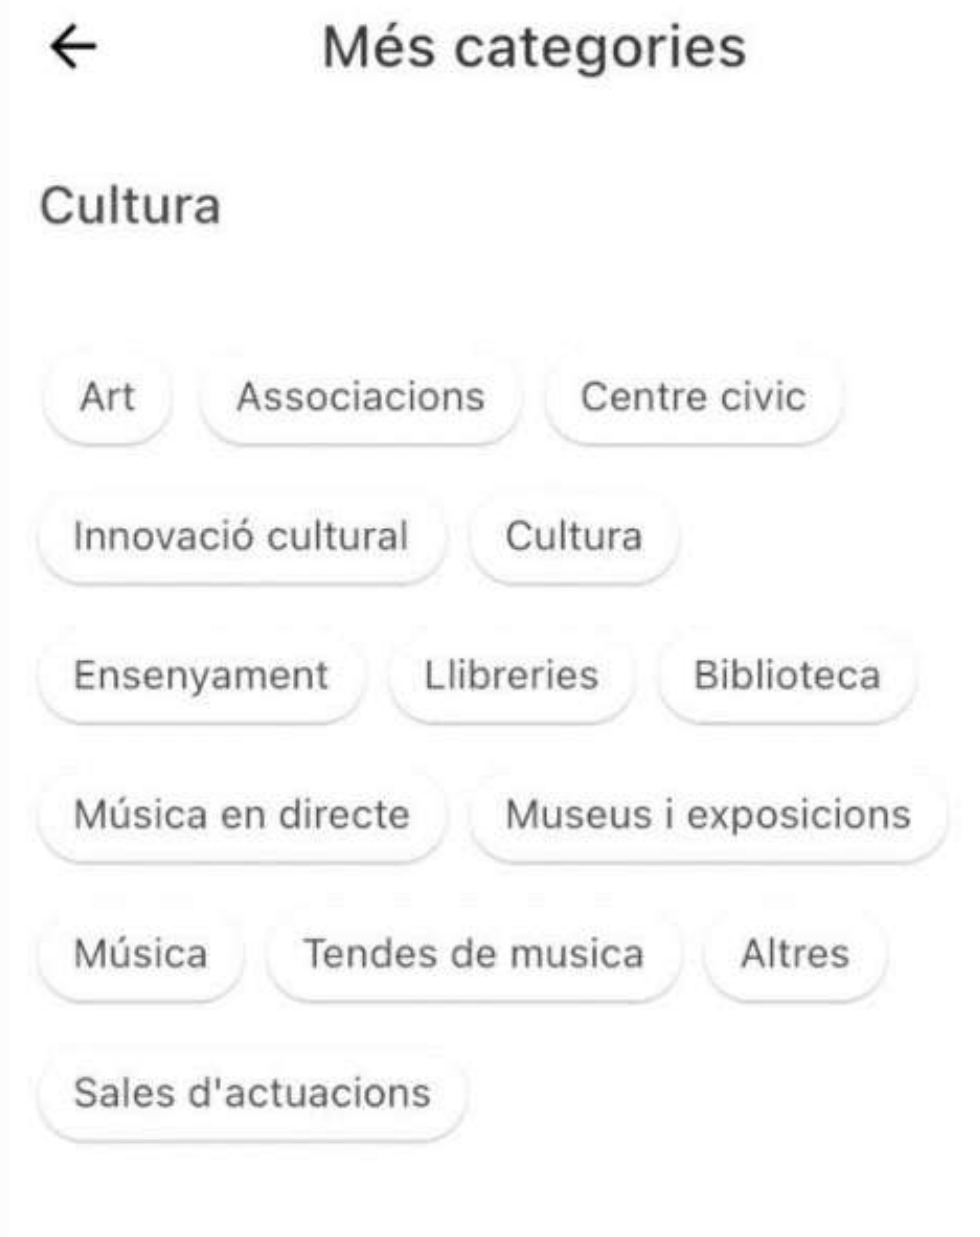 Més categories
Cultura
Art Associacions Centre civic
Innovació cultural Cultura
Ensenyament Llibreries Biblioteca
Música en directe Museus i exposicions
Música Tendes de musica Altres
Sales d'actuacions